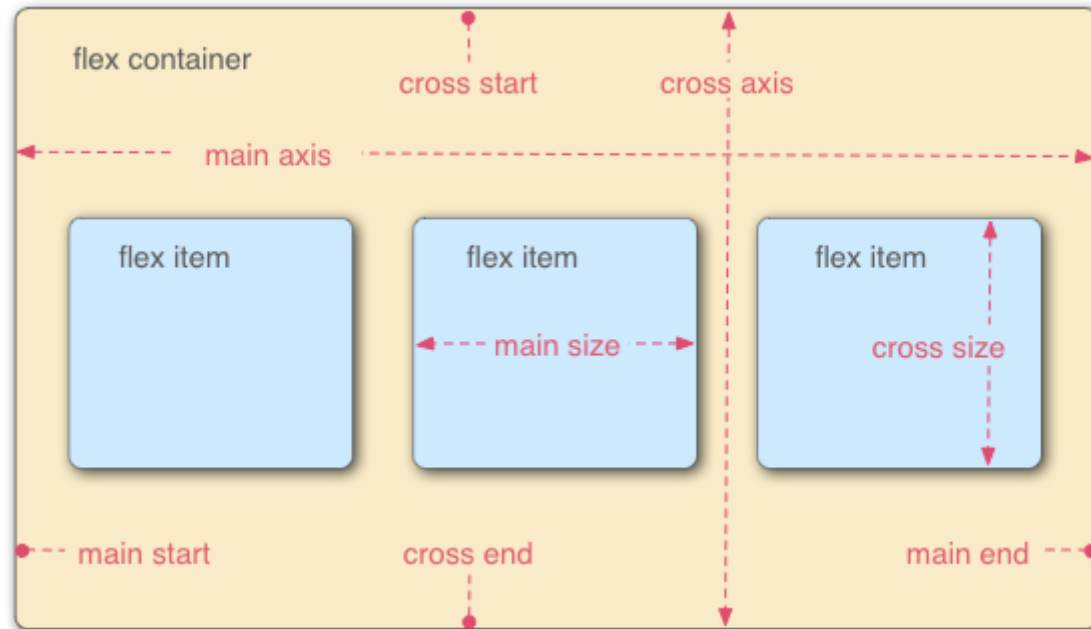 flex container
cross start
cross axis
main axis
flex item
flex item
flex item
main size
cross size
main start
cross end
main end